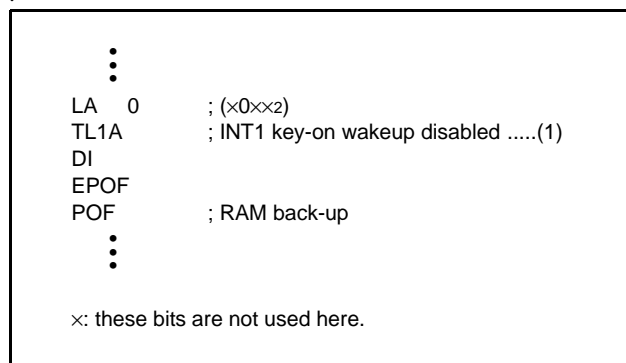 LA 0 ; (×0××2)
TL1A ; INT1 key-on wakeup disabled .....(1)
DI
EPOF
POF ; RAM back-up
×: these bits are not used here.